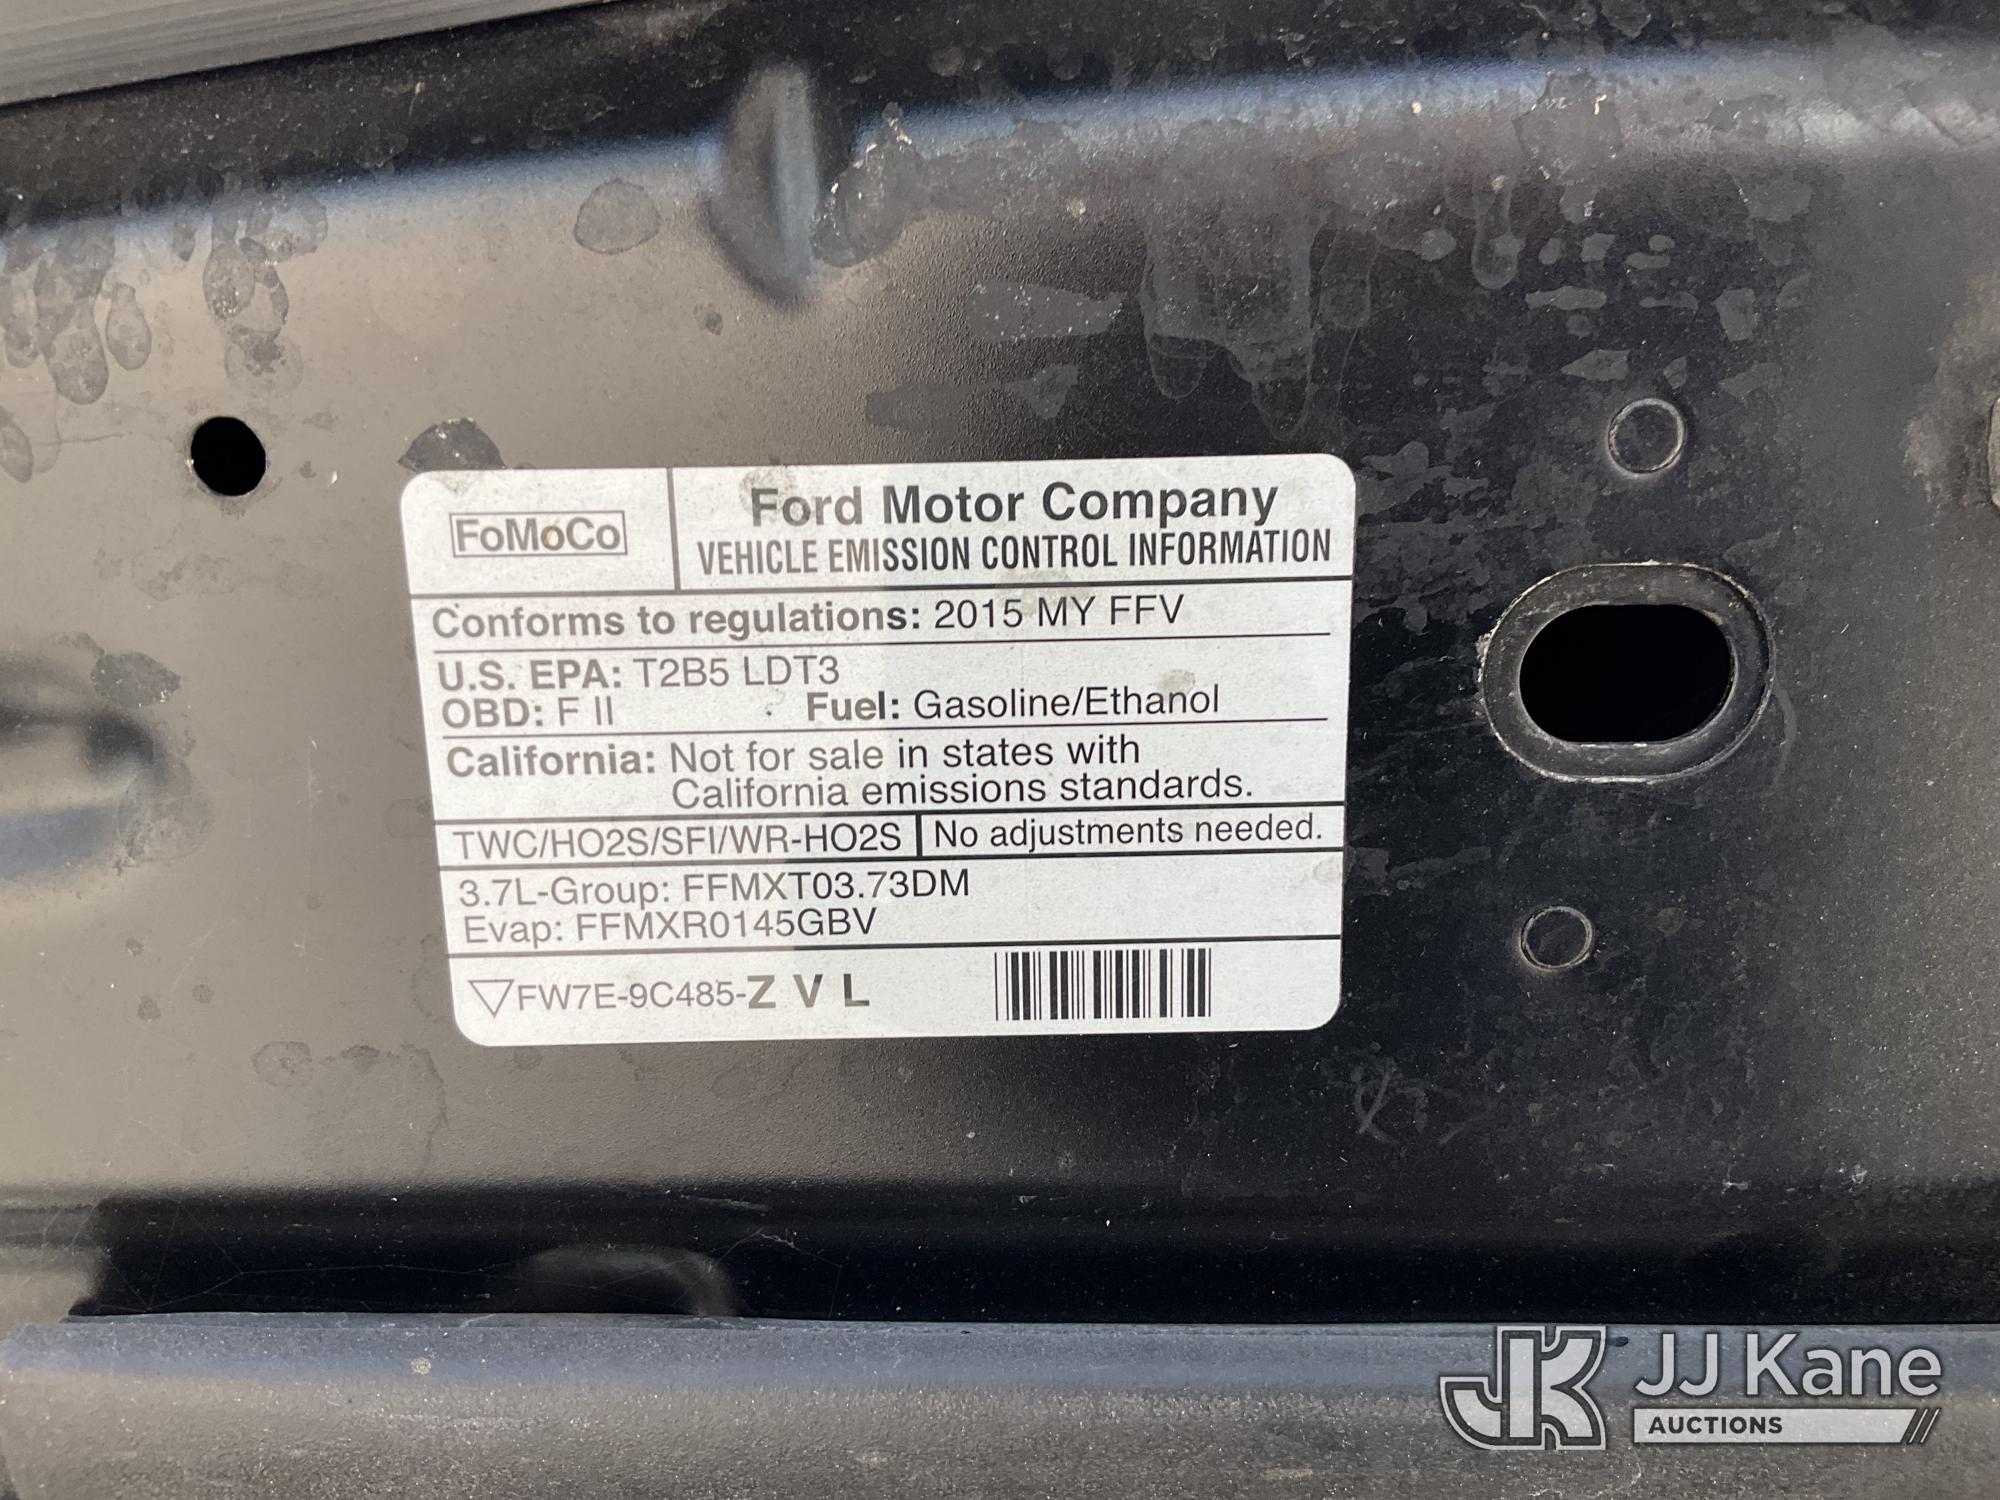 FoMoCo
Ford Motor Company
VEHICLE EMISSION CONTROL INFORMATION
Conforms to regulations: 2015 MY FFV
U.S. EPA: T2B5 LDT3
OBD: F II Fuel: Gasoline/Ethanol
California: Not for sale in states with
California emissions standards.
TWC/HO2S/SFI/WR-HO2S No adjustments needed.
3.7L-Group: FFMXT03.73DM
Evap: FFMXR0145GBV
FW7E-9C485-Z V L
JK JJ Kane
AUCTIONS